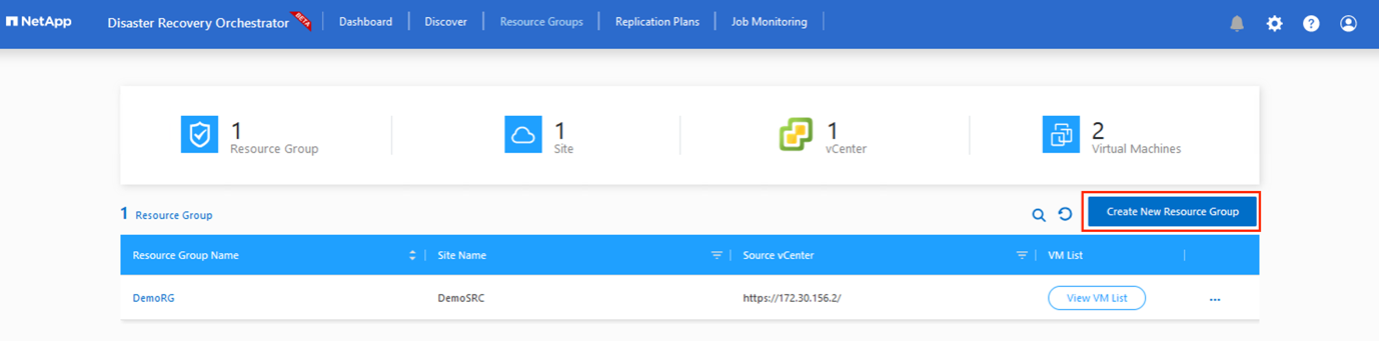 NetApp Disaster Recovery Orchestrator BETA Dashboard Discover Resource Groups Replication Plans Job Monitoring
1 1 1 2
Resource Group Site vCenter Virtual Machines
1 Resource Group Create New Resource Group
Resource Group Name Site Name Source vCenter VM List
DemoRG DemoSRC https://172.30.156.2/ View VM List ...